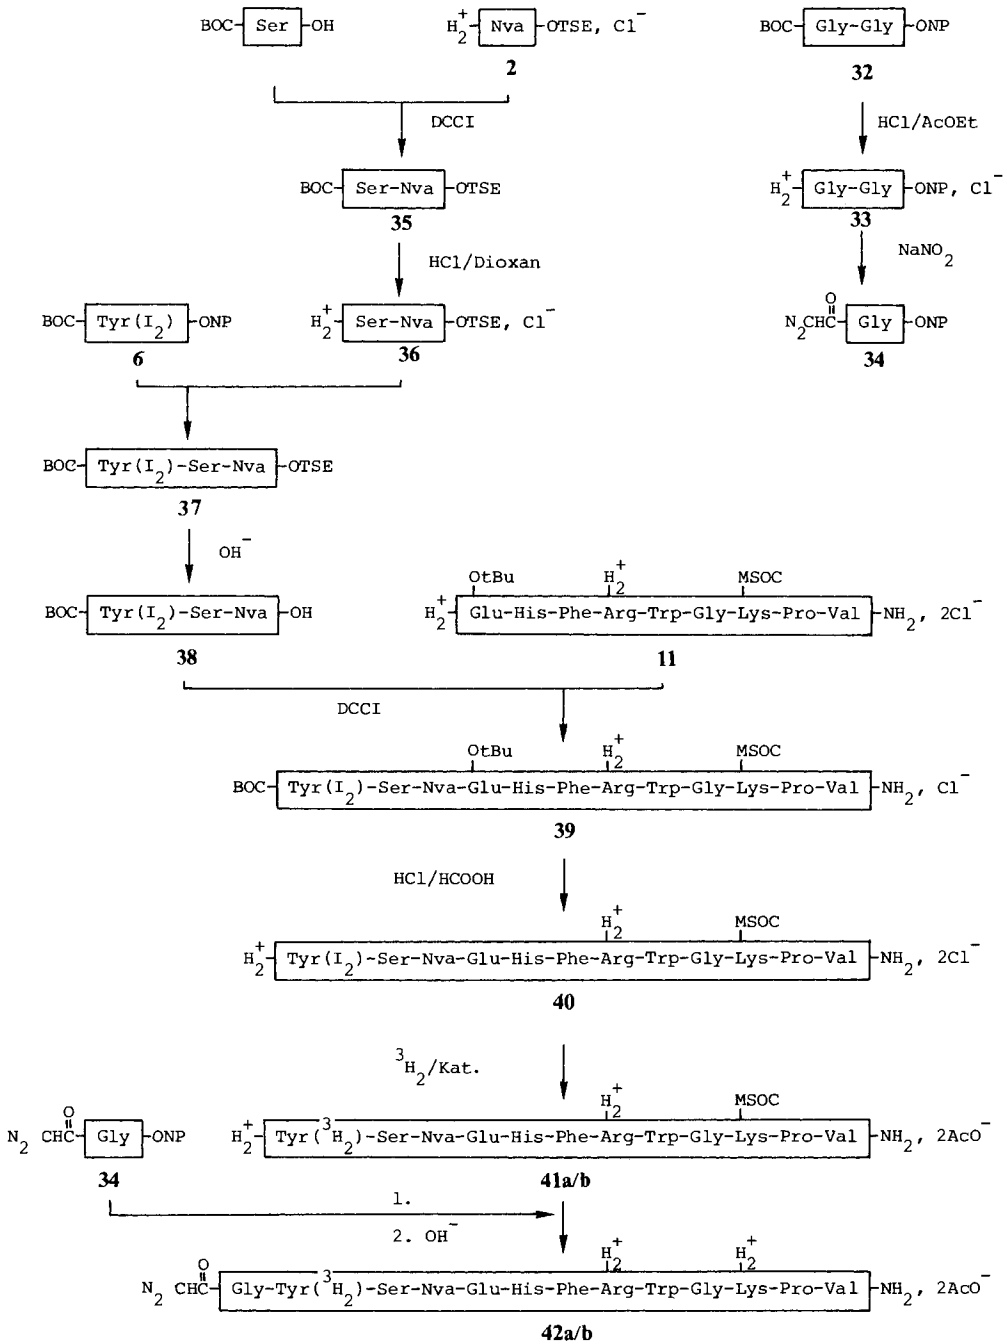 BOC-Ser-OH
H₂⁺-Nva-OTSE, Cl⁻
2
BOC-Gly-Gly-ONP
32
DCCI
HCl/AcOEt
BOC-Ser-Nva-OTSE
35
H₂⁺-Gly-Gly-ONP, Cl⁻
33
HCl/Dioxan
NaNO₂
BOC-Tyr(I₂)-ONP
6
H₂⁺-Ser-Nva-OTSE, Cl⁻
36
O
N₂CHC-Gly-ONP
34
BOC-Tyr(I₂)-Ser-Nva-OTSE
37
OH⁻
BOC-Tyr(I₂)-Ser-Nva-OH
38
OtBu H₂⁺ MSOC
H₂⁺-Glu-His-Phe-Arg-Trp-Gly-Lys-Pro-Val-NH₂, 2Cl⁻
11
DCCI
OtBu H₂⁺ MSOC
BOC-Tyr(I₂)-Ser-Nva-Glu-His-Phe-Arg-Trp-Gly-Lys-Pro-Val-NH₂, Cl⁻
39
HCl/HCOOH
H₂⁺ MSOC
H₂⁺-Tyr(I₂)-Ser-Nva-Glu-His-Phe-Arg-Trp-Gly-Lys-Pro-Val-NH₂, 2Cl⁻
40
³H₂/Kat.
O
N₂ CHC-Gly-ONP
34
H₂⁺ MSOC
H₂⁺-Tyr(³H₂)-Ser-Nva-Glu-His-Phe-Arg-Trp-Gly-Lys-Pro-Val-NH₂, 2AcO⁻
41a/b
1.
2. OH⁻
O H₂⁺ H₂⁺
N₂ CHC-Gly-Tyr(³H₂)-Ser-Nva-Glu-His-Phe-Arg-Trp-Gly-Lys-Pro-Val-NH₂, 2AcO⁻
42a/b